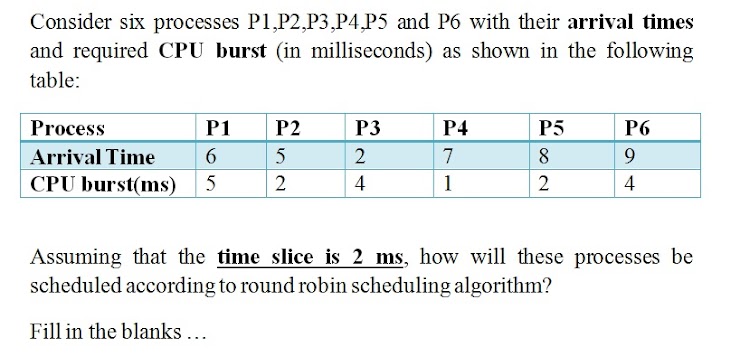 Consider six processes P1,P2,P3,P4,P5 and P6 with their arrival times
and required CPU burst (in milliseconds) as shown in the following
table:
Process P1 P2 P3 P4 P5 P6
Arrival Time 6 5 2 7 8 9
CPU burst(ms) 5 2 4 1 2 4
Assuming that the time slice is 2 ms, how will these processes be
scheduled according to round robin scheduling algorithm?
Fill in the blanks ...